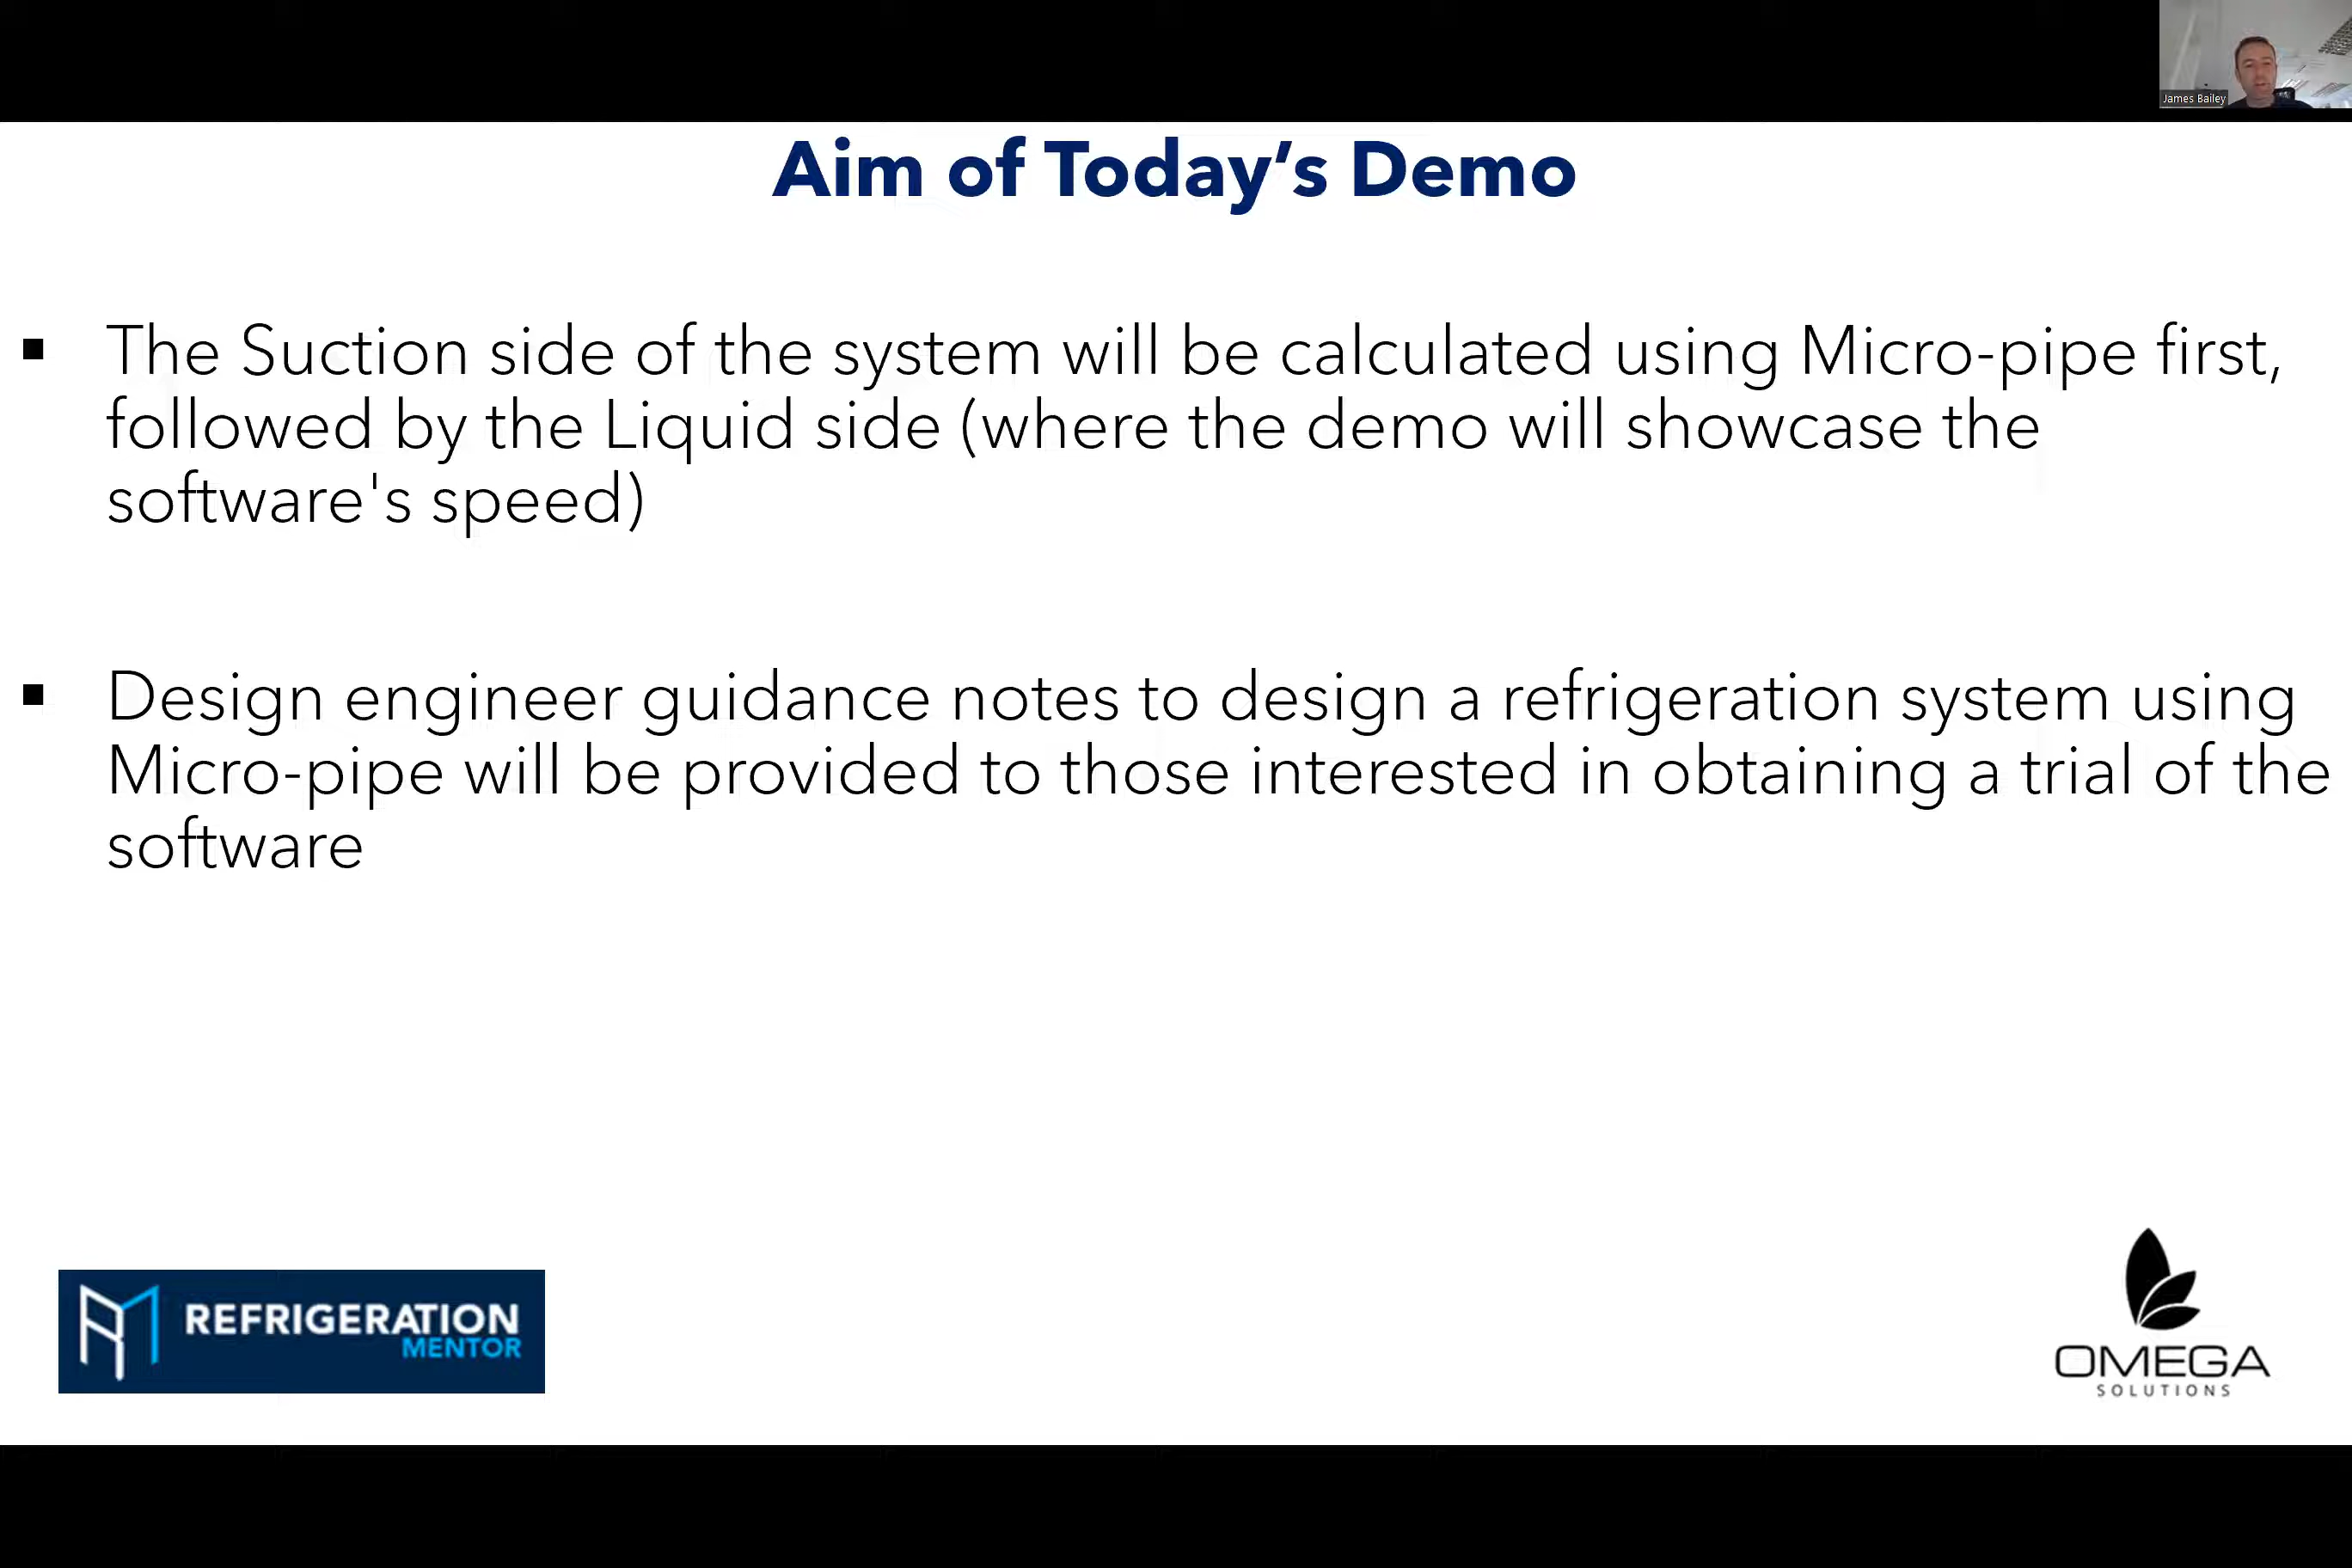 James Bailey
Aim of Today’s Demo
▪ The Suction side of the system will be calculated using Micro-pipe first,
followed by the Liquid side (where the demo will showcase the
software's speed)
▪ Design engineer guidance notes to design a refrigeration system using
Micro-pipe will be provided to those interested in obtaining a trial of the
software
REFRIGERATION
MENTOR
OMEGA
SOLUTIONS